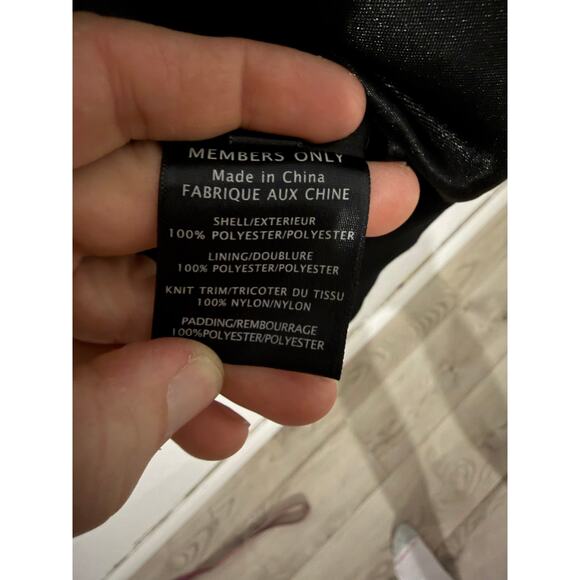 MEMBERS ONLY
Made in China
FABRIQUE AUX CHINE
SHELL/EXTERIEUR
100% POLYESTER/POLYESTER
LINING/DOUBLURE
100% POLYESTER/POLYESTER
KNIT TRIM/TRICOTER DU TISSU
100% NYLON/NYLON
PADDING/REMBOURRAGE
100%POLYESTER/POLYESTER